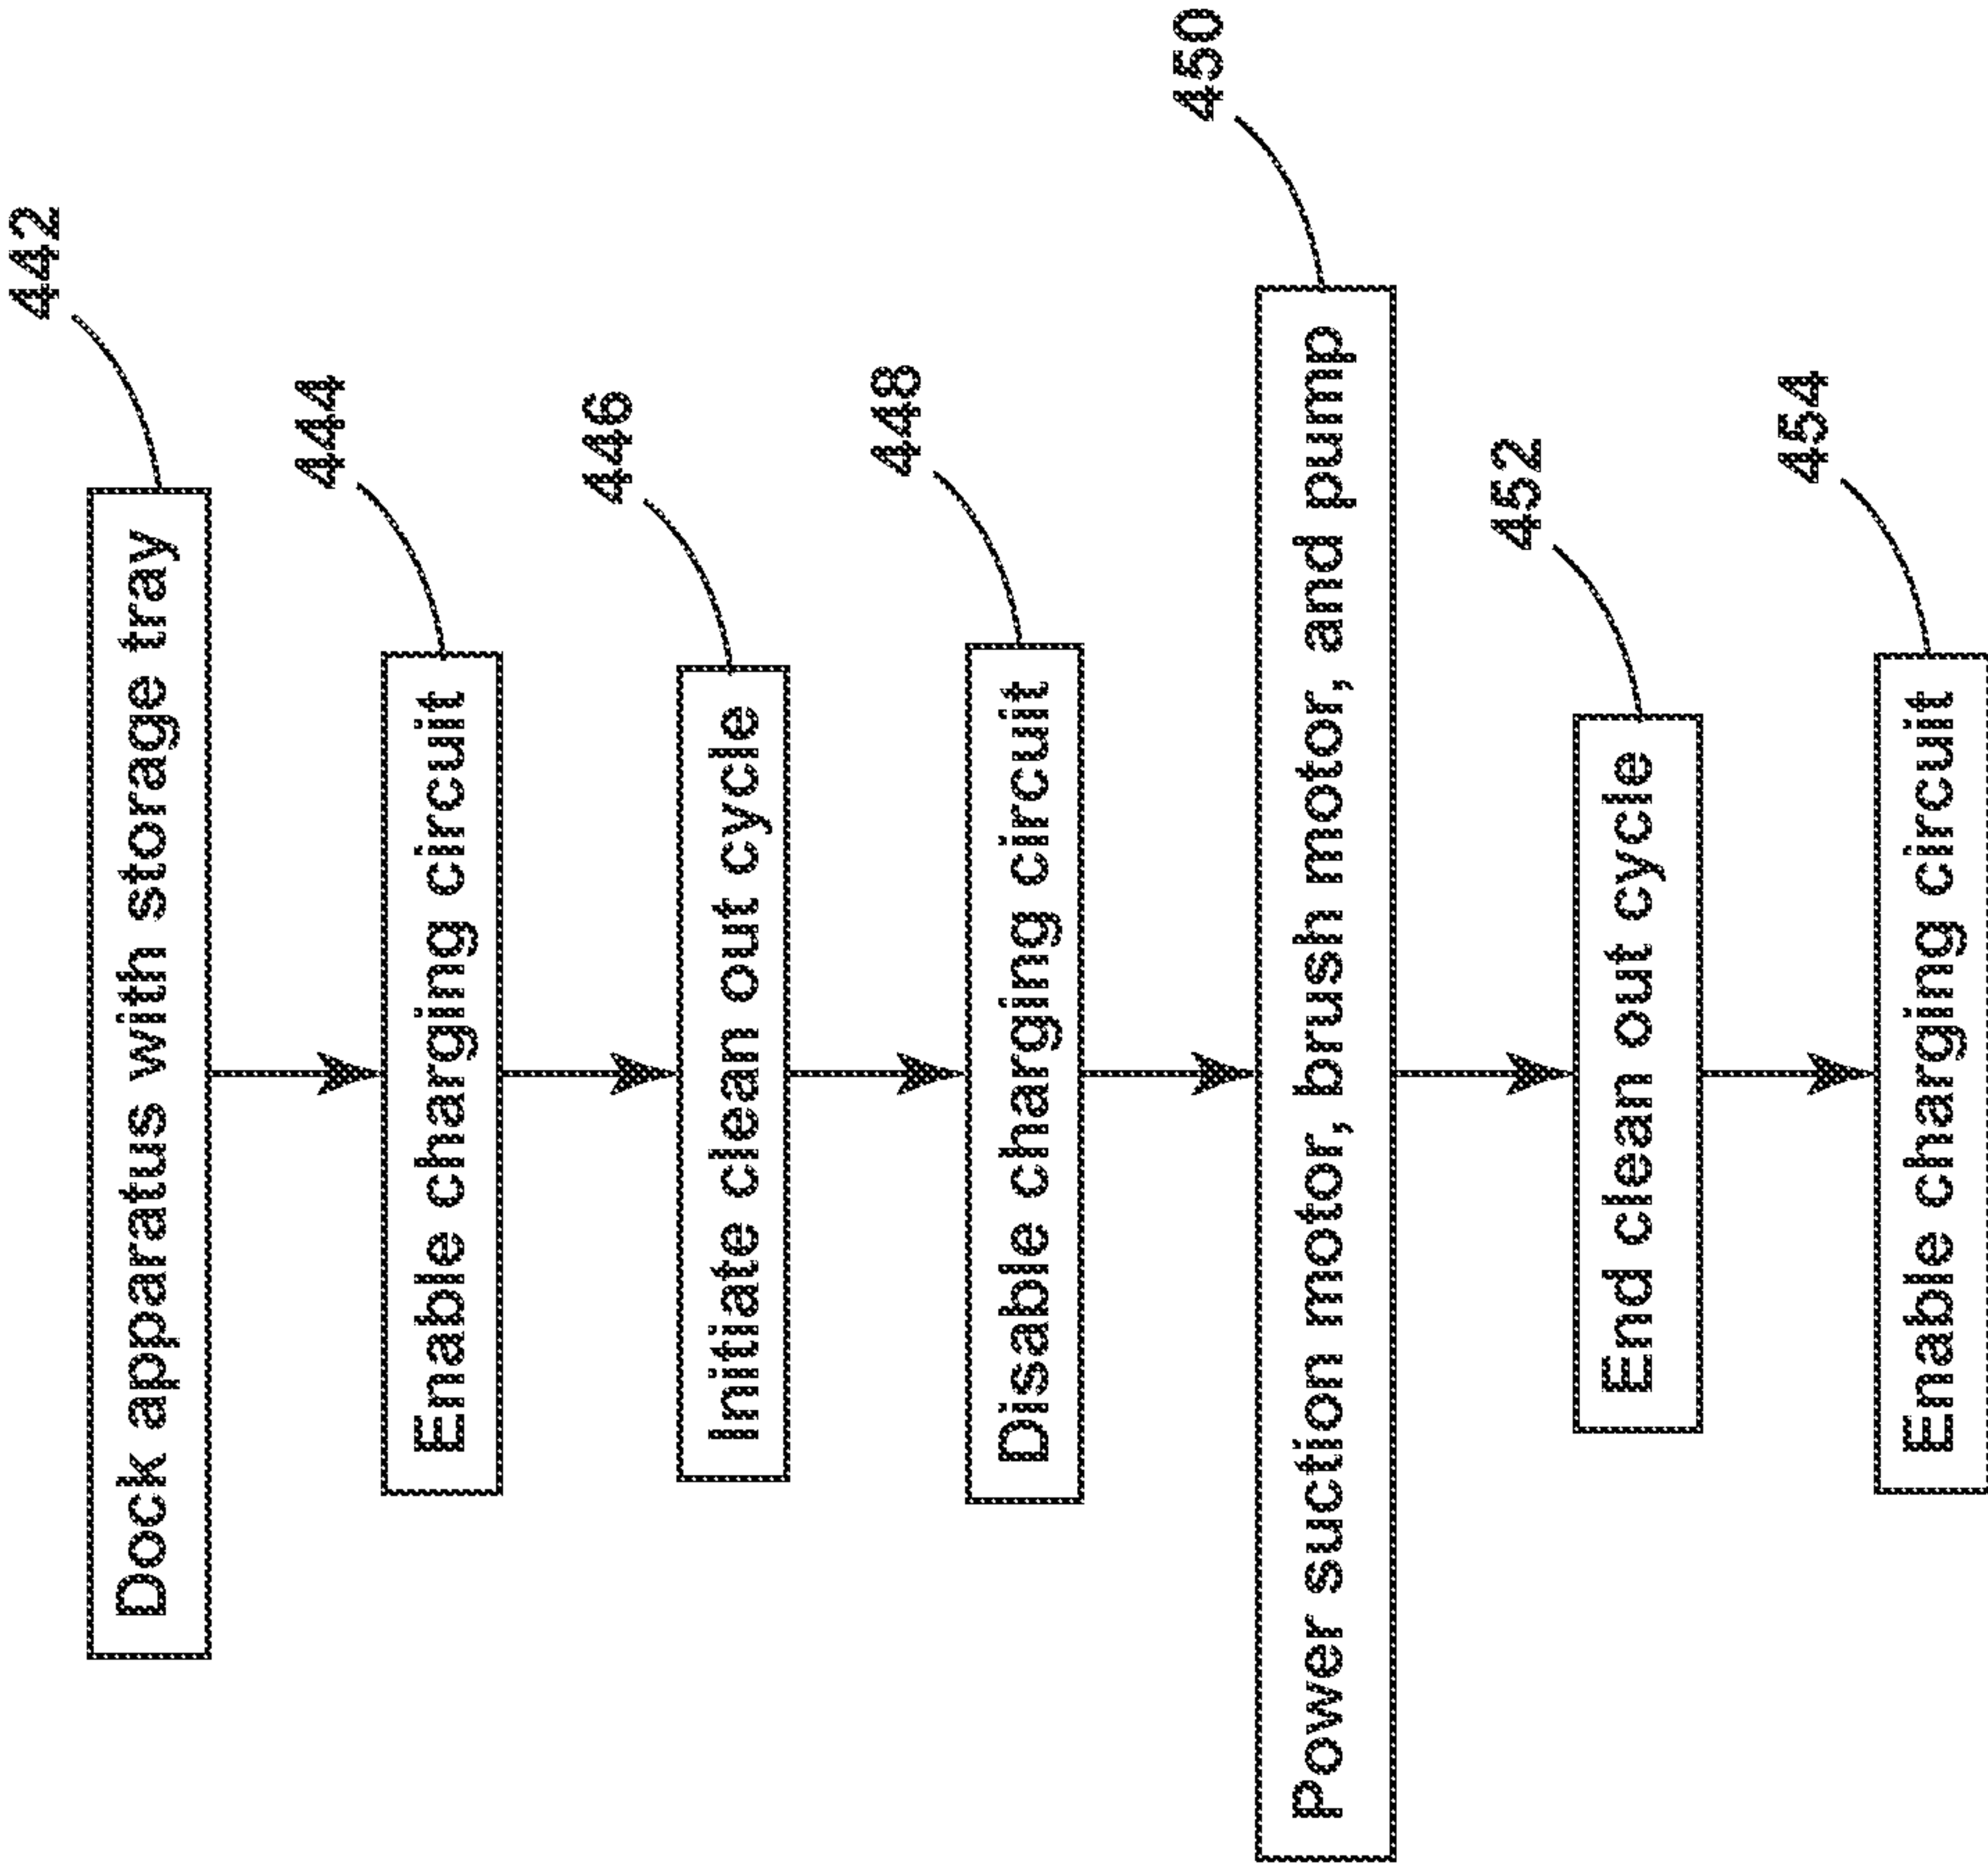 442
Dock apparatus with storage tray
444
Enable charging circuit
446
Initiate clean out cycle
448
Disable charging circuit
450
Power suction motor, brush motor, and pump
452
End clean out cycle
454
Enable charging circuit